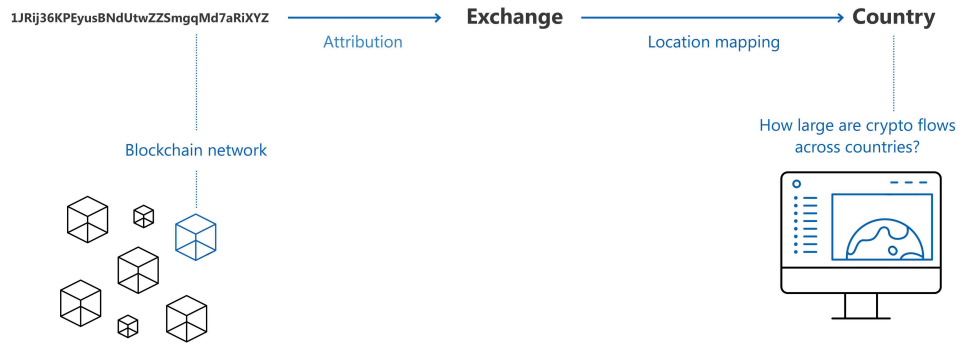 1JRij36KPEyusBNdUtwZZSmgqMd7aRiXYZ
Attribution
Exchange
Location mapping
Country
Blockchain network
How large are crypto flows
across countries?